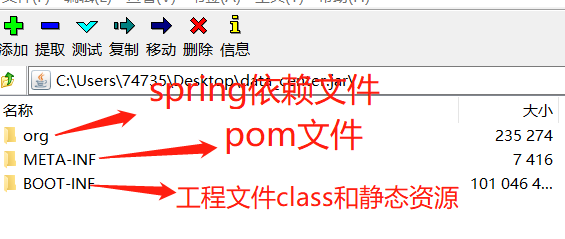 添加 提取 测试 复制 移动 删除 信息
C:\Users\74735\Desktop\data_center.jar\
spring依赖文件
名称 大小
org 235 274
pom文件
META-INF 7 416
BOOT-INF 101 046 4...
工程文件class和静态资源